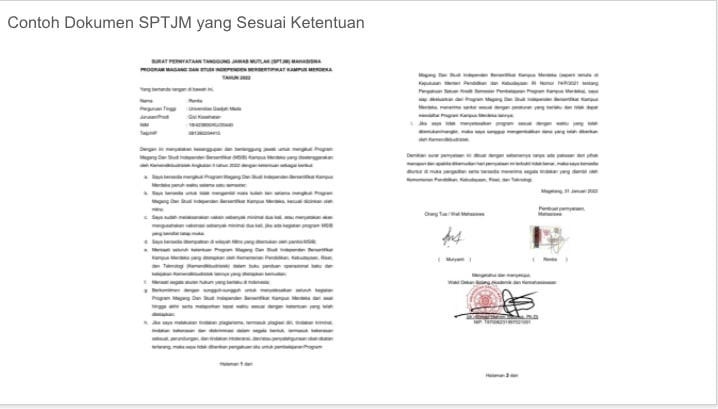 Contoh Dokumen SPTJM yang Sesuai Ketentuan
SURAT PERNYATAAN TANGGUNG JAWAB MUTLAK (SPTJM) MAHASISWA
PROGRAM MAGANG DAN STUDI INDEPENDEN BERSERTIFIKAT KAMPUS MERDEKA
TAHUN 2022
Yang bertanda tangan di bawah ini,
Nama : Renita
Perguruan Tinggi : Universitas Gadjah Mada
Jurusan/Prodi : Gizi Kesehatan
NIM :
Telp/HP :
Dengan ini menyatakan kesanggupan dan bertanggung jawab untuk mengikuti Program
Magang Dan Studi Independen Bersertifikat (MSIB) Kampus Merdeka yang diselenggarakan
oleh Kemendikbudristek Angkatan II tahun 2022 dengan ketentuan sebagai berikut:
a. Saya bersedia mengikuti Program Magang Dan Studi Independen Bersertifikat Kampus
Merdeka penuh waktu selama satu semester;
b. Saya bersedia untuk tidak mengambil mata kuliah lain selama mengikuti Program
Magang Dan Studi Independen Bersertifikat Kampus Merdeka, kecuali diizinkan oleh
mitra;
c. Saya sudah melaksanakan vaksin sebanyak minimal dua kali, atau menyatakan akan
mengusahakan vaksinasi sebanyak minimal dua kali, jika ada kegiatan program MSIB
yang bersifat tatap muka.
d. Saya bersedia ditempatkan di wilayah Mitra yang ditentukan oleh panitia MSIB;
e. Menaati seluruh ketentuan Program Magang Dan Studi Independen Bersertifikat
Kampus Merdeka yang ditetapkan oleh Kementerian Pendidikan, Kebudayaan, Riset,
dan Teknologi (Kemendikbudristek) dalam buku panduan operasional baku dan
kebijakan Kemendikbudristek lainnya yang ditetapkan kemudian;
f. Menaati segala aturan hukum yang berlaku di Indonesia;
g. Berkomitmen dengan sungguh-sungguh untuk menyelesaikan seluruh kegiatan
Program Magang Dan Studi Independen Bersertifikat Kampus Merdeka dari awal
hingga akhir serta melaporkan tepat waktu sesuai dengan ketentuan yang telah
ditetapkan;
h. Jika saya melakukan tindakan plagiarisme, termasuk plagiasi diri, tindakan kriminal,
tindakan kekerasan dan diskriminasi dalam segala bentuk, termasuk kekerasan
seksual, perundungan, dan tindakan intoleransi, dan/atau penyalahgunaan obat-obatan
terlarang, maka saya tidak diberikan pengakuan sks untuk pembelajaran Program
Halaman 1 dari
Magang Dan Studi Independen Bersertifikat Kampus Merdeka (seperti tertulis di
Keputusan Menteri Pendidikan dan Kebudayaan RI Nomor 74/P/2021 tentang
Pengakuan Satuan Kredit Semester Pembelajaran Program Kampus Merdeka), saya
siap dikeluarkan dari Program Magang Dan Studi Independen Bersertifikat Kampus
Merdeka, menerima sanksi sesuai dengan peraturan yang berlaku dan tidak dapat
mendaftar Program Kampus Merdeka lainnya;
i. Jika saya tidak menyelesaikan program sesuai dengan waktu yang telah
ditentukan/mangkir, maka saya sanggup mengembalikan dana yang telah diberikan
oleh Kemendikbudristek.
Demikian surat pernyataan ini dibuat dengan sebenarnya tanpa ada paksaan dari pihak
manapun dan apabila dikemudian hari pernyataan ini terbukti tidak benar, maka saya bersedia
dituntut di muka pengadilan serta bersedia menerima segala tindakan yang diambil oleh
Kementerian Pendidikan, Kebudayaan, Riset, dan Teknologi.
Magelang, 31 Januari 2022
Orang Tua / Wali Mahasiswa
Pembuat pernyataan,
Mahasiswa
( Muryanti )
( Renita )
Mengetahui dan menyetujui,
Wakil Dekan Bidang Akademik dan Kemahasiswaan
Halaman 2 dari